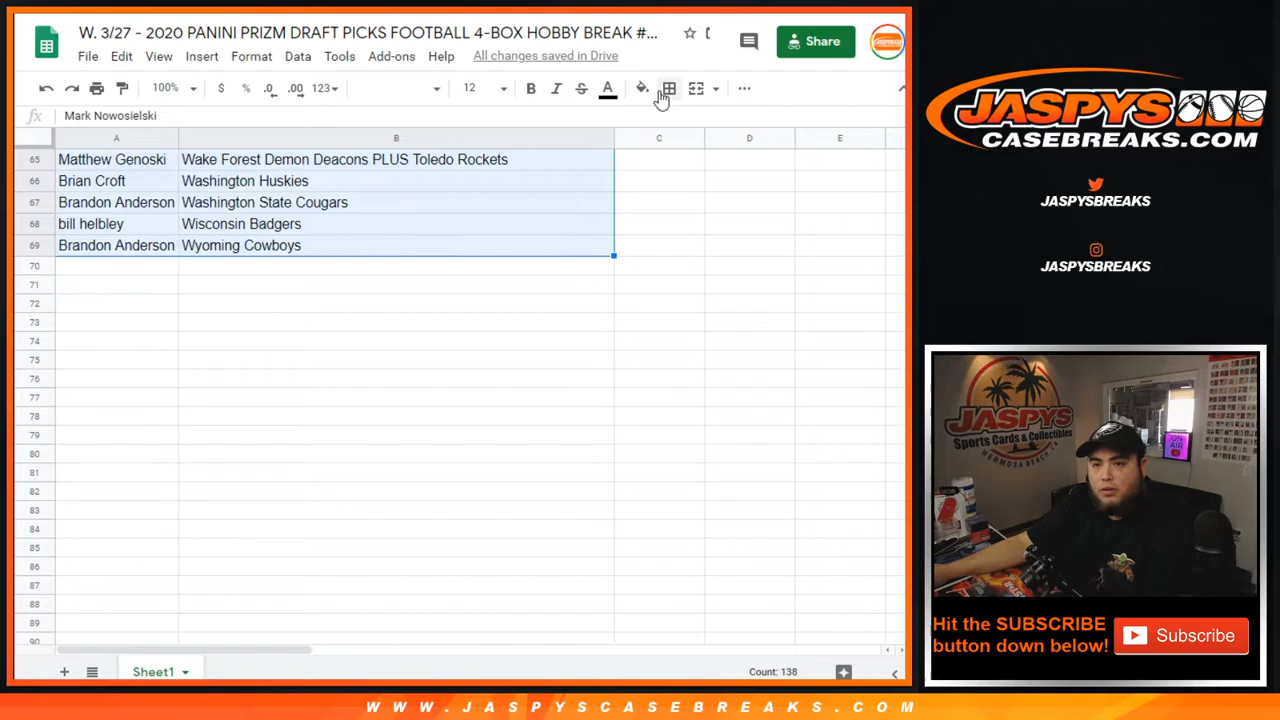 W. 3/27 - 2020 PANINI PRIZM DRAFT PICKS FOOTBALL 4-BOX HOBBY BREAK #...
File Edit View Insert Format Data Tools Add-ons Help All changes saved in Drive
Share
100% $ % .0 .00 123 12 B I S A
fx Mark Nowosielski
A B C D E
65 Matthew Genoski Wake Forest Demon Deacons PLUS Toledo Rockets
66 Brian Croft Washington Huskies
67 Brandon Anderson Washington State Cougars
68 bill helbley Wisconsin Badgers
69 Brandon Anderson Wyoming Cowboys
70
71
72
73
74
75
76
77
78
79
80
81
82
83
84
85
86
87
88
89
90
Sheet1
Count: 138
JASPYS
CASEBREAKS.COM
JASPYSBREAKS
JASPYSBREAKS
JASPYS
Sports Cards & Collectibles
HERMOSA BEACH CA
ON AIR
Hit the SUBSCRIBE
button down below!
Subscribe
WWW.JASPYSCASEBREAKS.COM